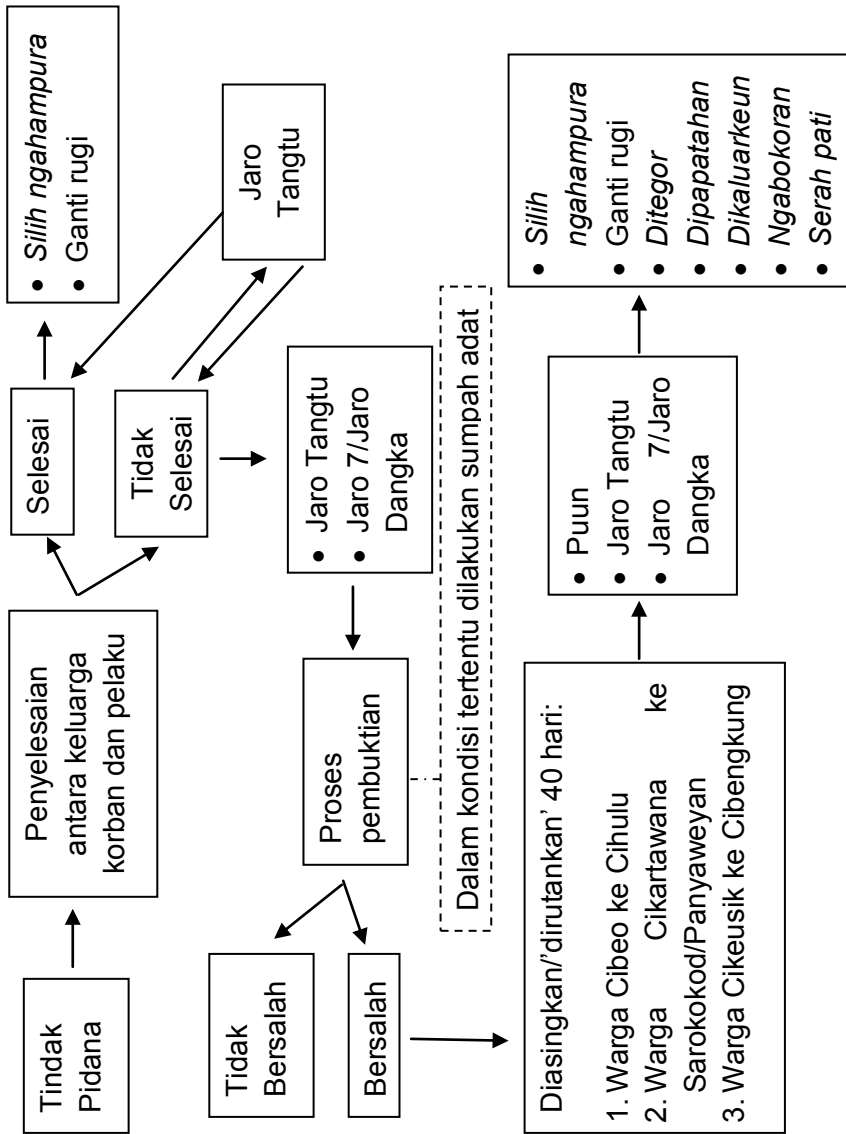 Tindak
Pidana
Penyelesaian
antara keluarga
korban dan pelaku
Selesai
• Silih ngahampura
• Ganti rugi
Tidak
Selesai
Jaro
Tangtu
• Jaro Tangtu
• Jaro 7/Jaro
Dangka
Proses
pembuktian
Tidak
Bersalah
Bersalah
Dalam kondisi tertentu dilakukan sumpah adat
Diasingkan/'dirutankan' 40 hari:
1. Warga Cibeo ke Cihulu
2. Warga Cikartawana ke
Sarokokod/Panyaweyan
3. Warga Cikeusik ke Cibengkung
• Puun
• Jaro Tangtu
• Jaro 7/Jaro
Dangka
• Silih
ngahampura
• Ganti rugi
• Ditegor
• Dipapatahan
• Dikaluarkeun
• Ngabokoran
• Serah pati